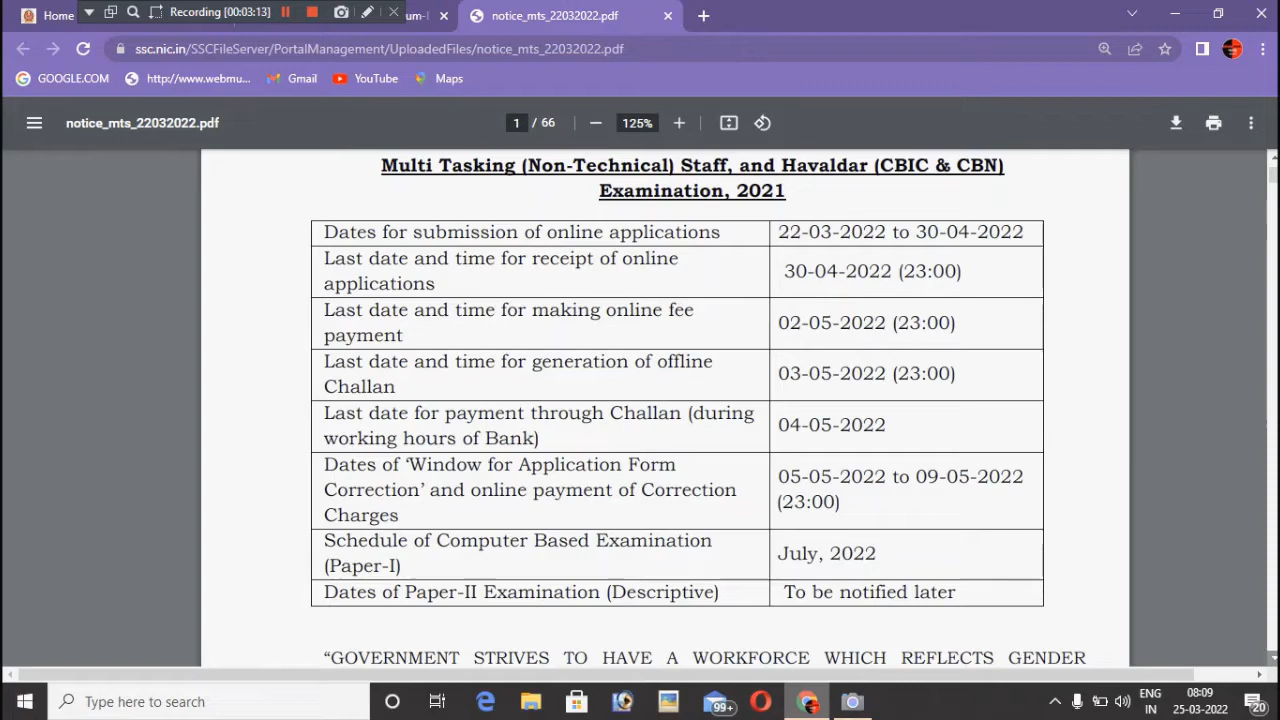 Home
Recording [00:03:13]
um-
notice_mts_22032022.pdf
ssc.nic.in/SSCFileServer/PortalManagement/UploadedFiles/notice_mts_22032022.pdf
GOOGLE.COM
http://www.webmu...
Gmail
YouTube
Maps
notice_mts_22032022.pdf
1 / 66
125%
Multi Tasking (Non-Technical) Staff, and Havaldar (CBIC & CBN)
Examination, 2021
Dates for submission of online applications
22-03-2022 to 30-04-2022
Last date and time for receipt of online
applications
30-04-2022 (23:00)
Last date and time for making online fee
payment
02-05-2022 (23:00)
Last date and time for generation of offline
Challan
03-05-2022 (23:00)
Last date for payment through Challan (during
working hours of Bank)
04-05-2022
Dates of ‘Window for Application Form
Correction’ and online payment of Correction
Charges
05-05-2022 to 09-05-2022
(23:00)
Schedule of Computer Based Examination
(Paper-I)
July, 2022
Dates of Paper-II Examination (Descriptive)
To be notified later
“GOVERNMENT STRIVES TO HAVE A WORKFORCE WHICH REFLECTS GENDER
Type here to search
99+
ENG
IN
08:09
25-03-2022
20